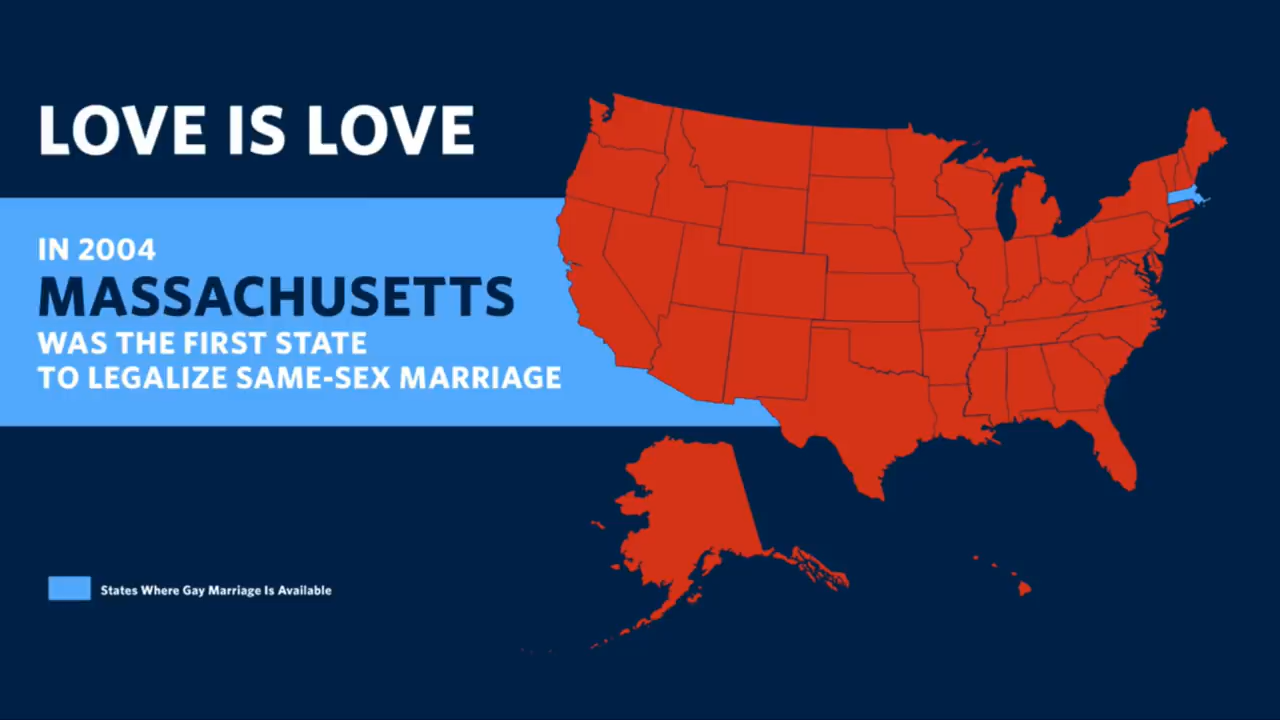 LOVE IS LOVE
IN 2004
MASSACHUSETTS
WAS THE FIRST STATE
TO LEGALIZE SAME-SEX MARRIAGE
States Where Gay Marriage Is Available